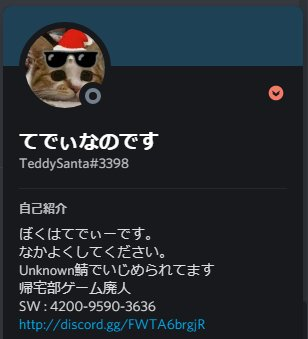 てでぃなのです
TeddySanta#3398
自己紹介
ぼくはてでぃーです。
なかよくしてください。
Unknown鯖でいじめられてます
帰宅部ゲーム廃人
SW : 4200-9590-3636
http://discord.gg/FWTA6brgjR